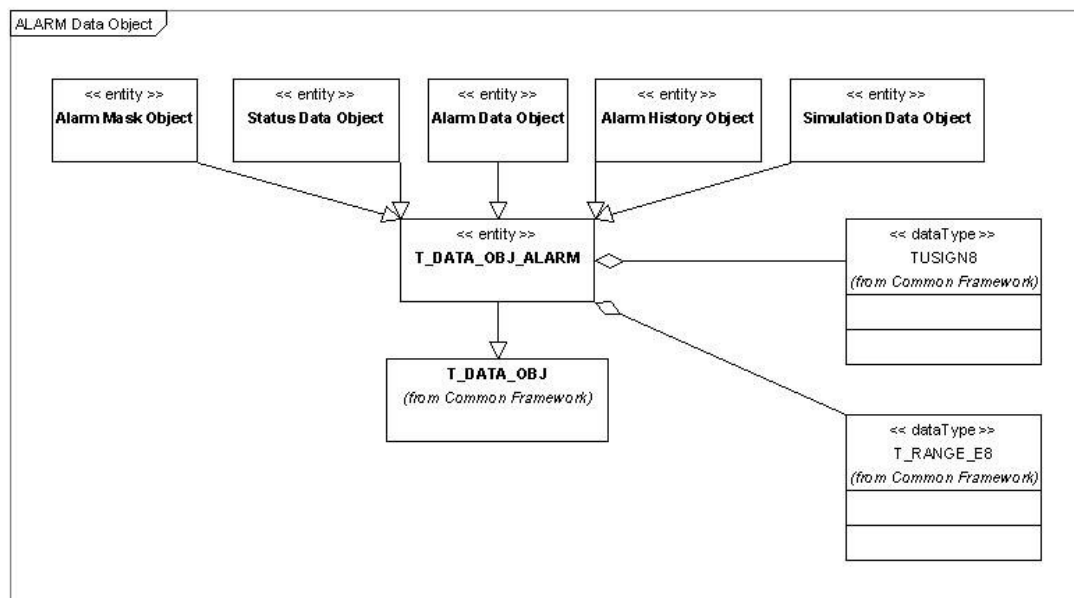 ALARM Data Object
<< entity >>
Alarm Mask Object
<< entity >>
Status Data Object
<< entity >>
Alarm Data Object
<< entity >>
Alarm History Object
<< entity >>
Simulation Data Object
<< entity >>
T_DATA_OBJ_ALARM
<< dataType >>
TUSIGN8
(from Common Framework)
T_DATA_OBJ
(from Common Framework)
<< dataType >>
T_RANGE_E8
(from Common Framework)